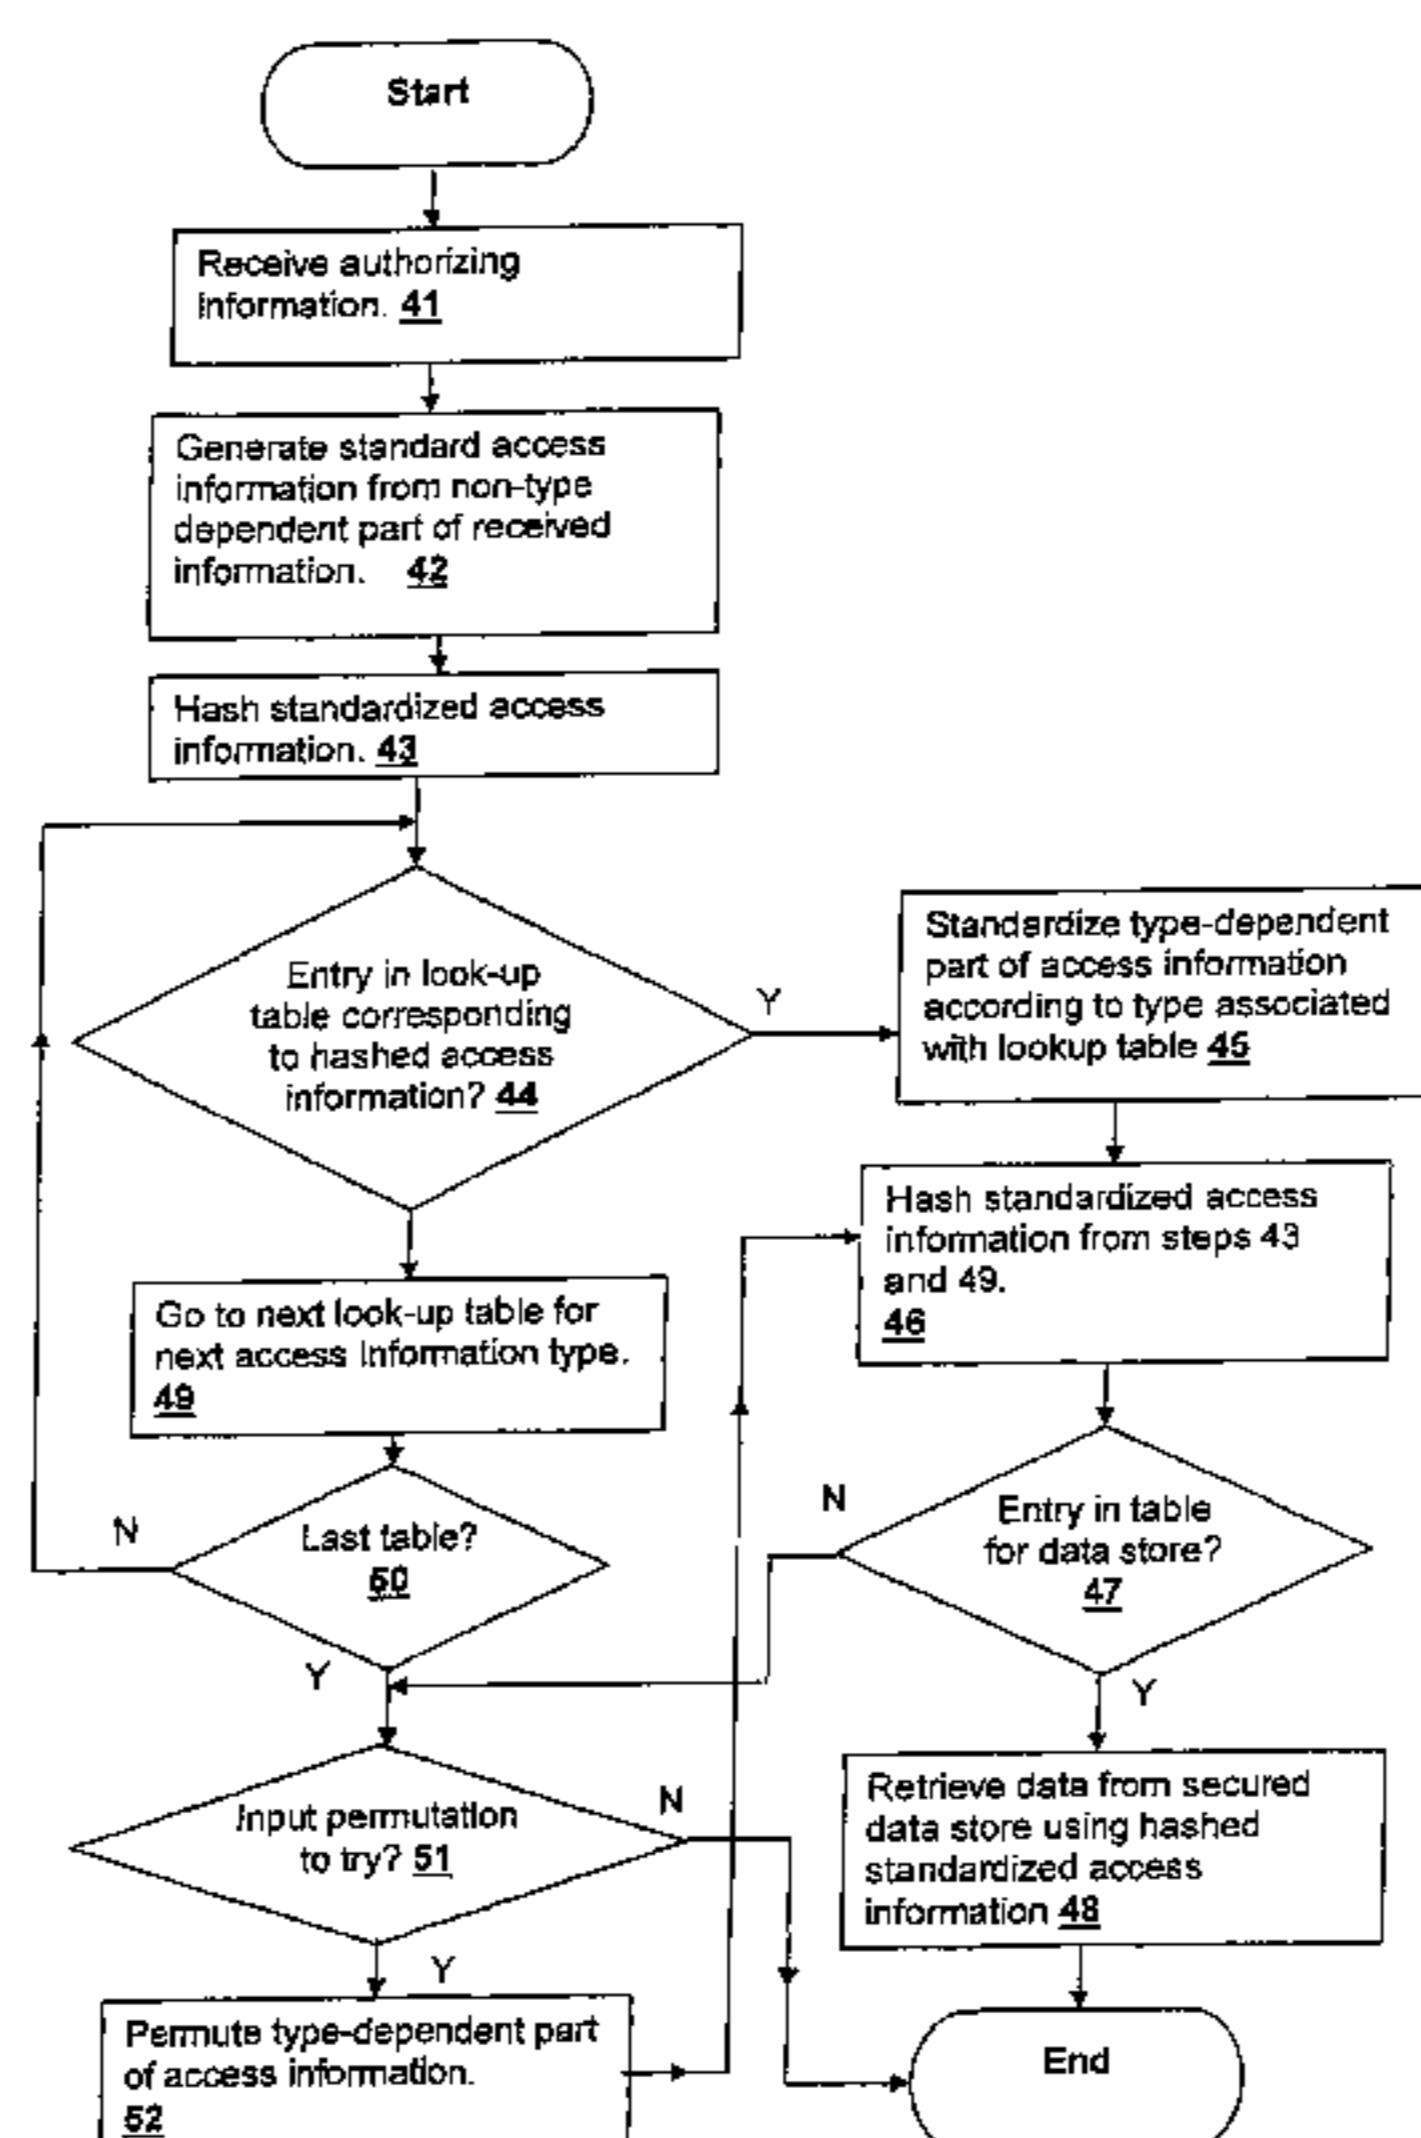 Start
Receive authorizing
information. 41
Generate standard access
information from non-type
dependent part of received
information. 42
Hash standardized access
information. 43
Entry in look-up
table corresponding
to hashed access
information? 44
Y
Standardize type-dependent
part of access information
according to type associated
with lookup table 45
Hash standardized access
information from steps 43
and 49.
46
Go to next look-up table for
next access information type.
49
N
Last table?
50
Y
N
Entry in table
for data store?
47
Y
Input permutation
to try? 51
N
Y
Retrieve data from secured
data store using hashed
standardized access
information 48
Permute type-dependent part
of access information.
52
End